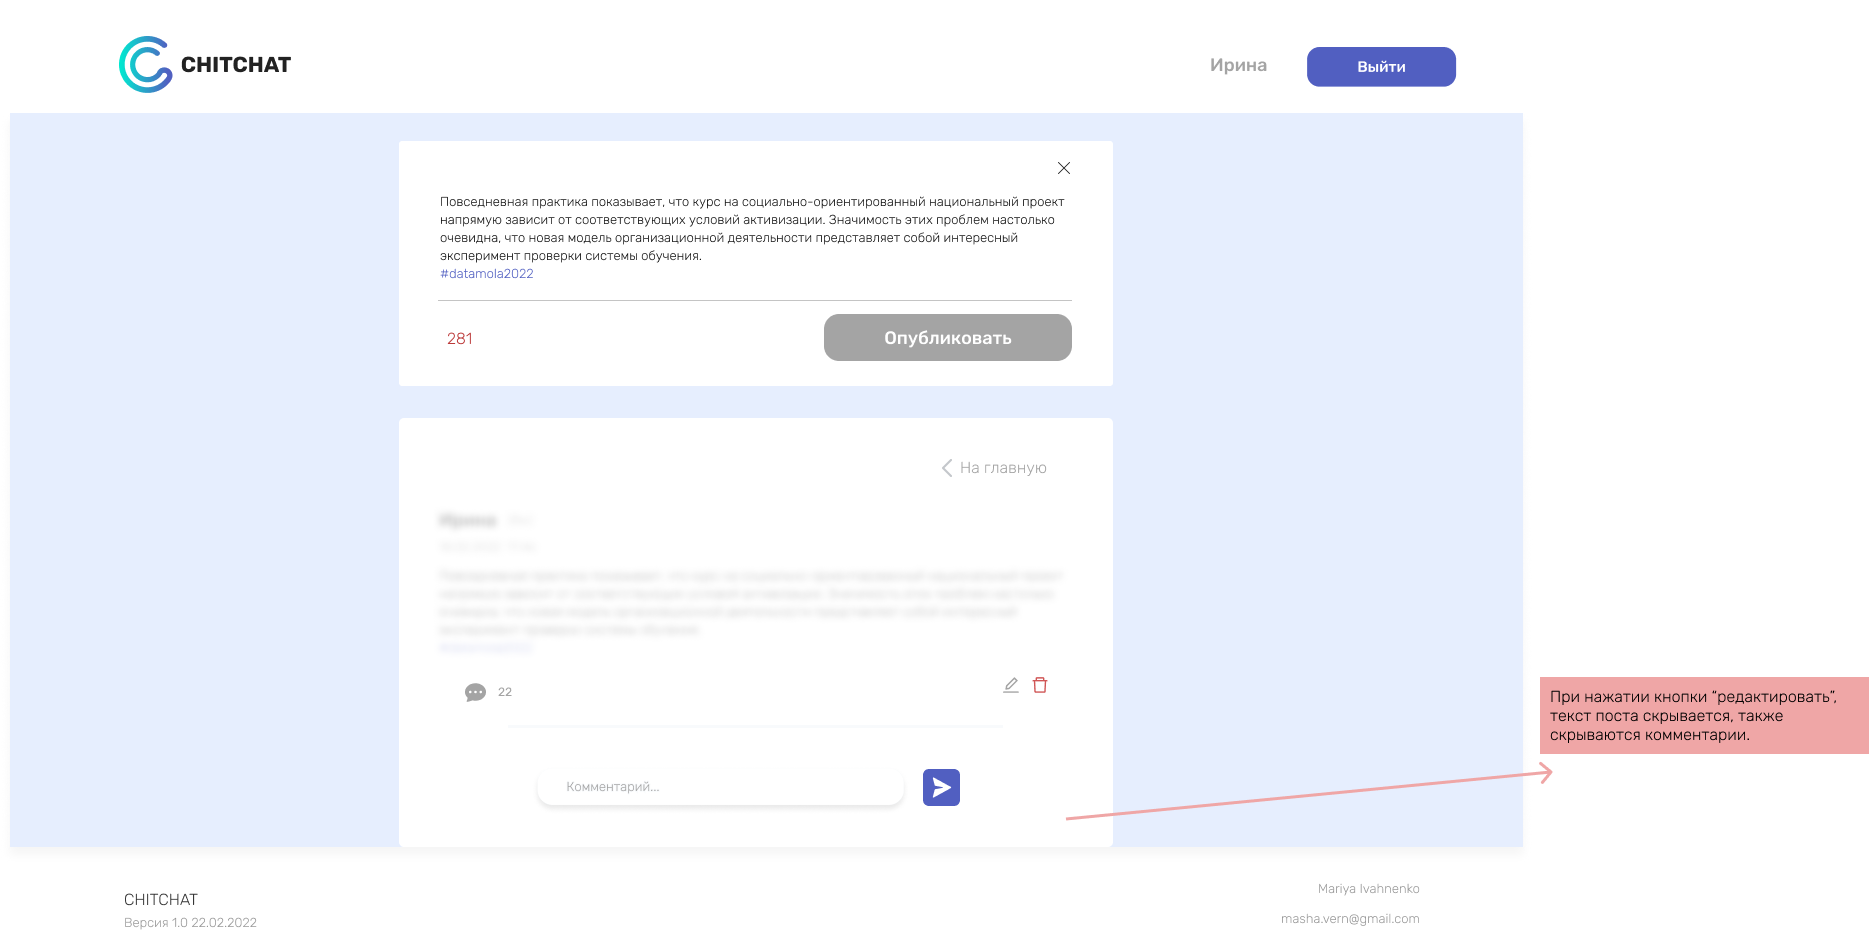 CHITCHAT
Ирина
Выйти
Повседневная практика показывает, что курс на социально-ориентированный национальный проект
напрямую зависит от соответствующих условий активизации. Значимость этих проблем настолько
очевидна, что новая модель организационной деятельности представляет собой интересный
эксперимент проверки системы обучения.
#datamola2022
281
Опубликовать
На главную
Ирина
22
Комментарий...
При нажатии кнопки “редактировать”,
текст поста скрывается, также
скрываются комментарии.
CHITCHAT
Версия 1.0 22.02.2022
Mariya Ivahnenko
masha.vern@gmail.com